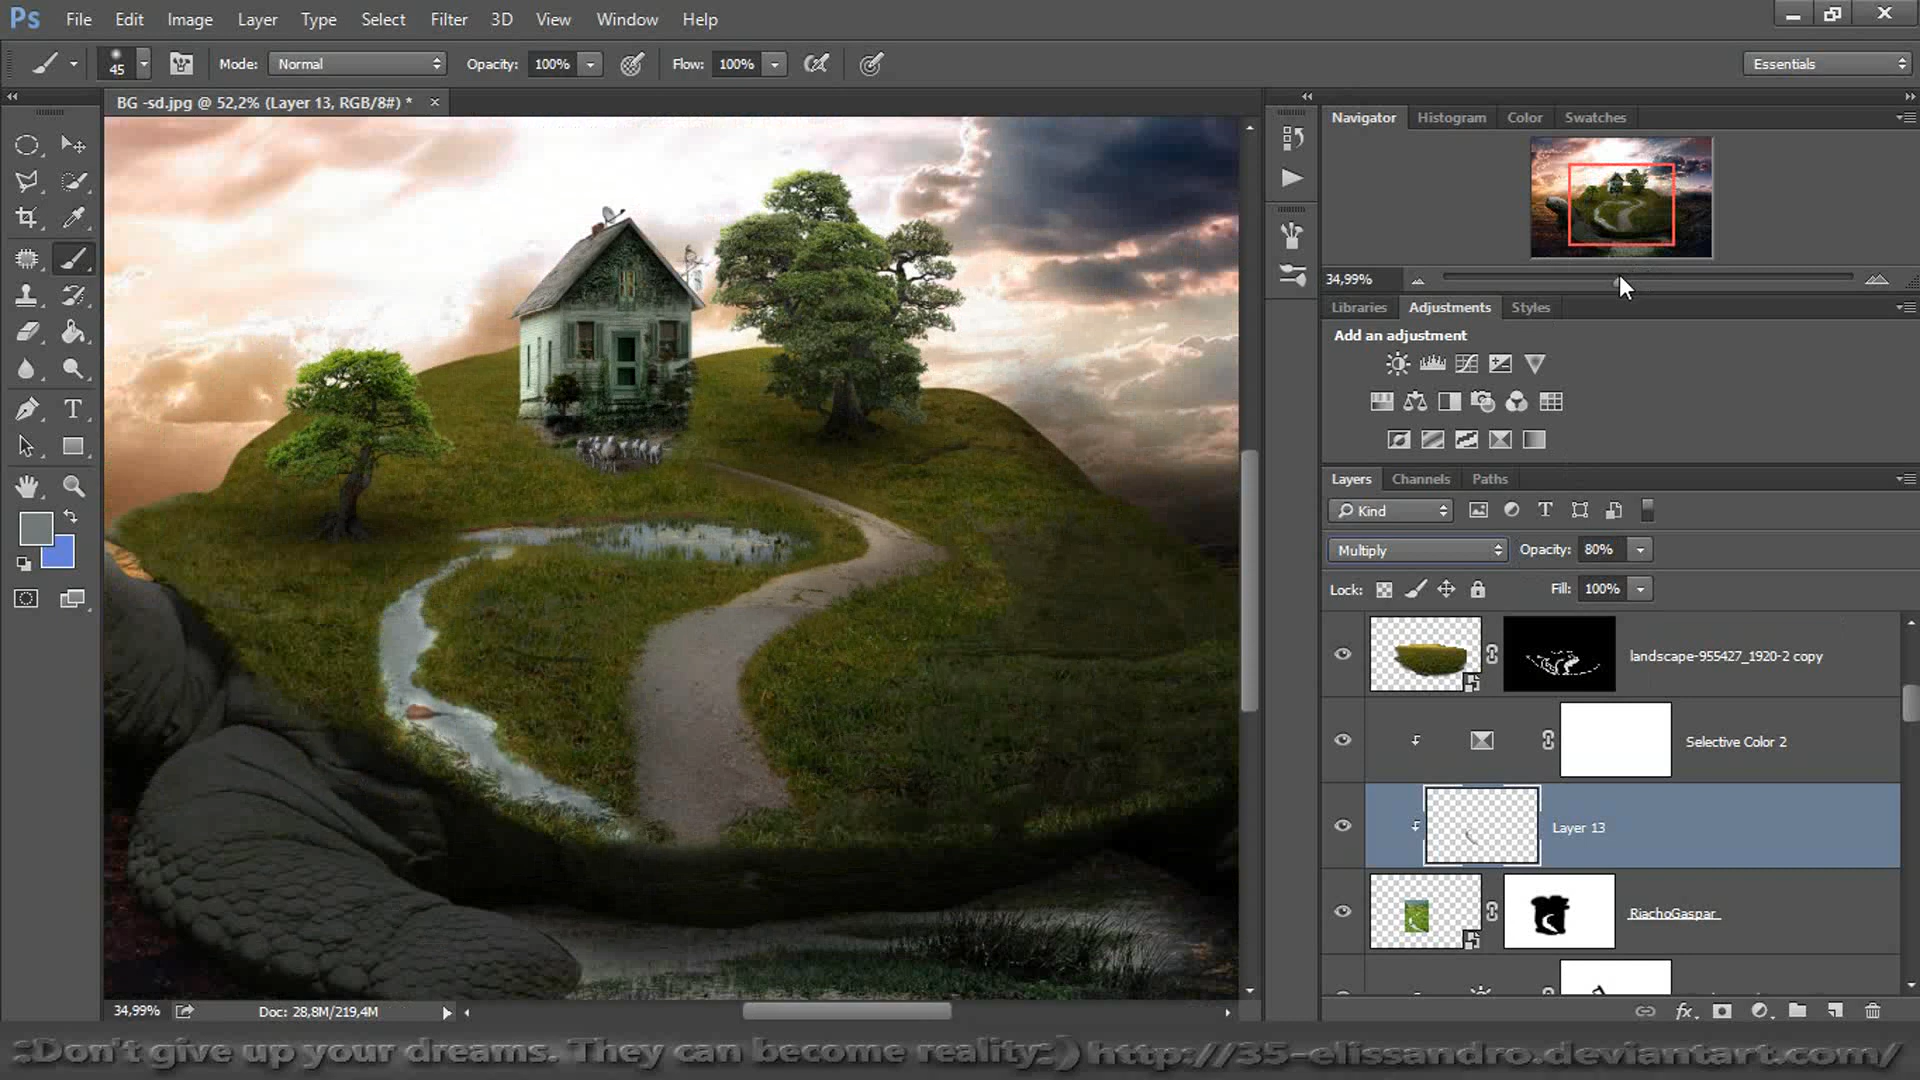 Ps File Edit Image Layer Type Select Filter 3D View Window Help
45 Mode: Normal Opacity: 100% Flow: 100% Essentials
BG -sd.jpg @ 52,2% (Layer 13, RGB/8#) *
Navigator Histogram Color Swatches
34,99%
Libraries Adjustments Styles
Add an adjustment
Layers Channels Paths
Kind
Multiply Opacity: 80%
Lock: Fill: 100%
landscape-955427_1920-2 copy
Selective Color 2
Layer 13
RiachoGaspar
34,99% Doc: 28,8M/219,4M
fx
:;Don't give up your dreams. They can become reality;:) http://35-elissandro.deviantart.com/